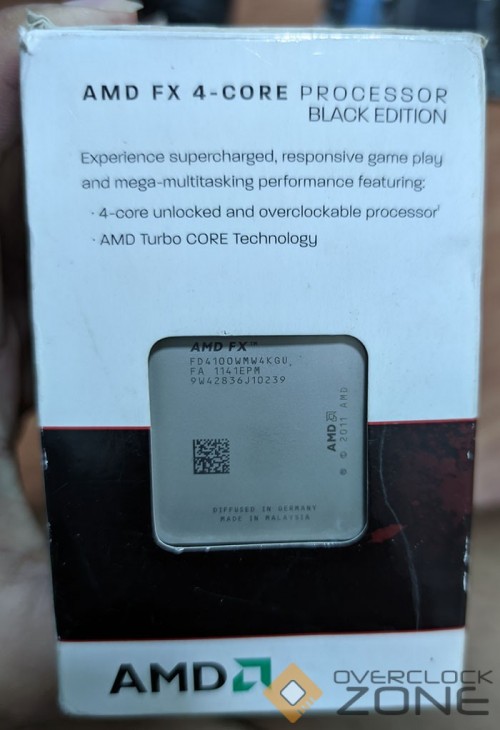 AMD FX 4-CORE PROCESSOR
BLACK EDITION
Experience supercharged, responsive game play
and mega-multitasking performance featuring:
· 4-core unlocked and overclockable processor¹
· AMD Turbo CORE Technology
AMD FX™
FD4100WMW4KGU
FA 1141EPM
9W42836J10239
AMD
® © 2011 AMD
DIFFUSED IN GERMANY
MADE IN MALAYSIA
AMD
OVERCLOCK
ZONE